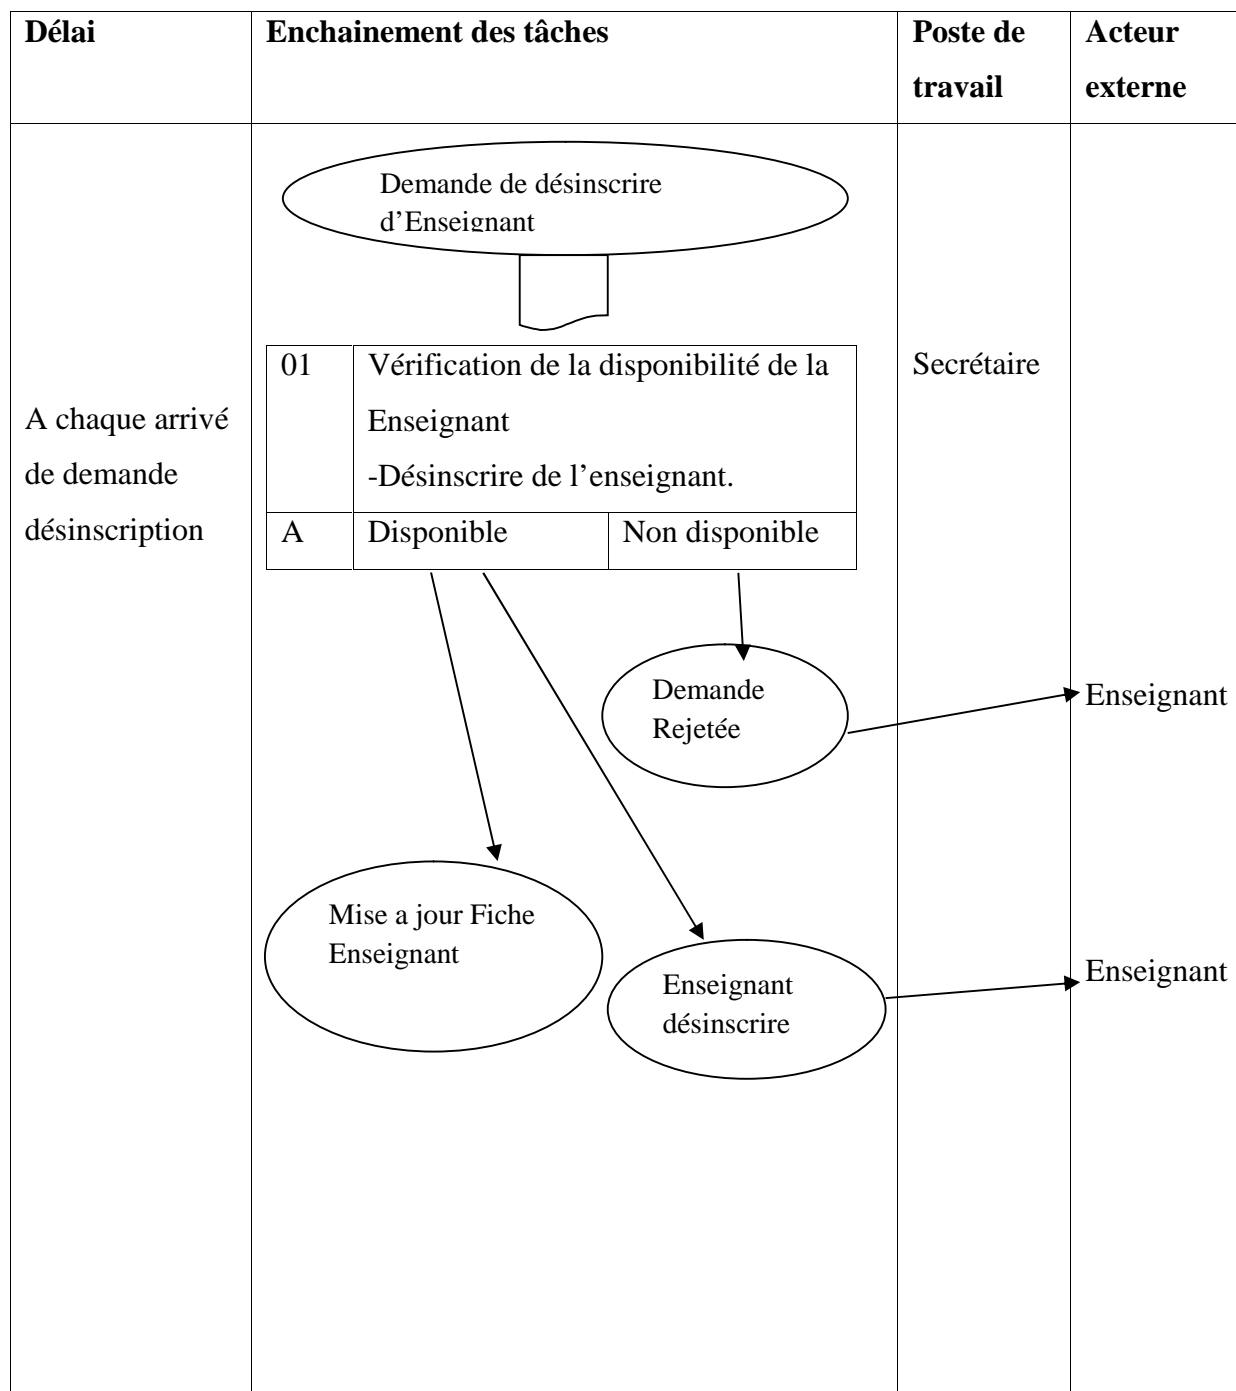 Délai
Enchainement des tâches
Poste de
travail
Acteur
externe
Demande de désinscrire
d’Enseignant
A chaque arrivé
de demande
désinscription
01
Vérification de la disponibilité de la
Enseignant
-Désinscrire de l’enseignant.
A
Disponible
Non disponible
Secrétaire
Demande
Rejetée
Enseignant
Mise a jour Fiche
Enseignant
Enseignant
désinscrire
Enseignant